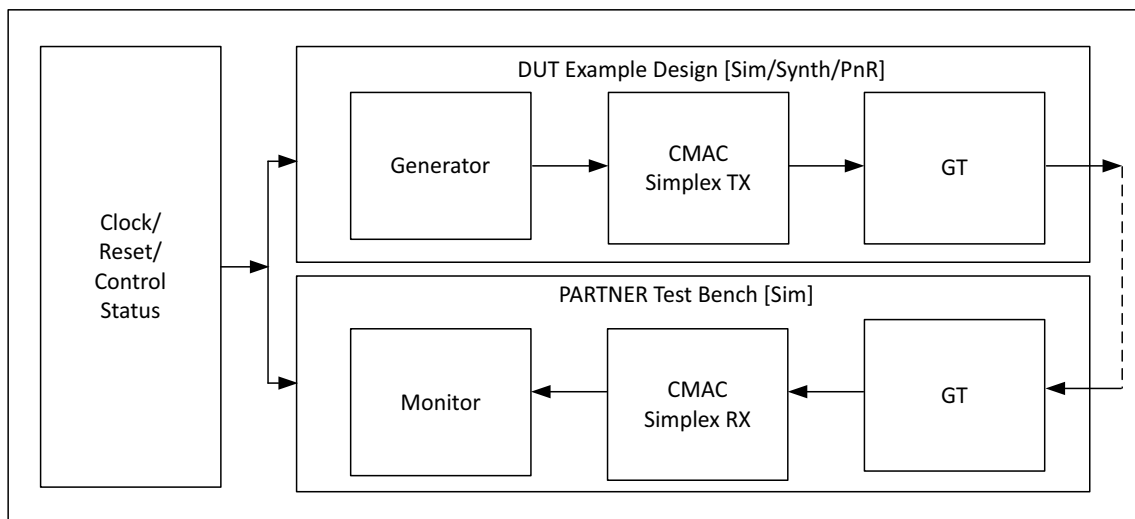 DUT Example Design [Sim/Synth/PnR]
Generator
CMAC
Simplex TX
GT
Clock/
Reset/
Control
Status
PARTNER Test Bench [Sim]
Monitor
CMAC
Simplex RX
GT